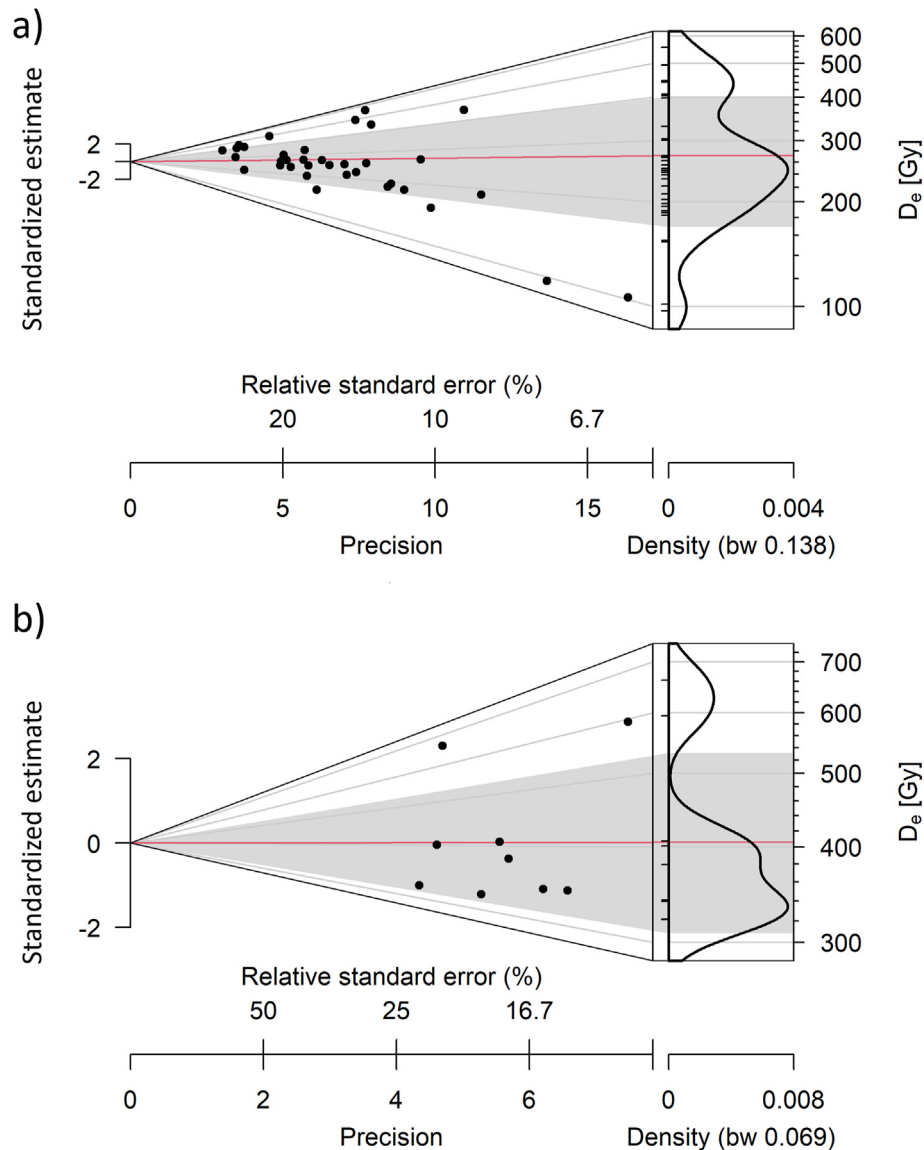 a)
Standardized estimate
2
-2
600
500
400
300
200
100
De [Gy]
Relative standard error (%)
20 10 6.7
0 5 10 15
Precision
0 0.004
Density (bw 0.138)
b)
Standardized estimate
2
0
-2
700
600
500
400
300
De [Gy]
Relative standard error (%)
50 25 16.7
0 2 4 6
Precision
0 0.008
Density (bw 0.069)